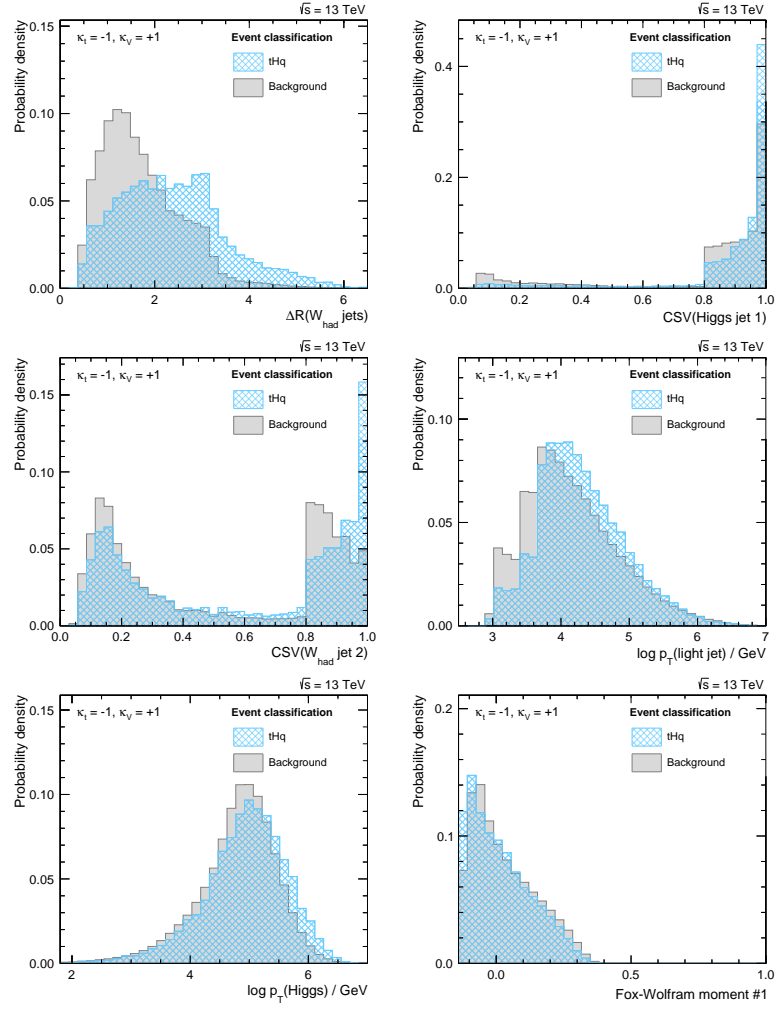 √s = 13 TeV
κt = -1, κV = +1
Event classification
tHq
Background
Probability density
0.15
0.10
0.05
0.00
0 2 4 6
ΔR(W_had jets)
√s = 13 TeV
κt = -1, κV = +1
Event classification
tHq
Background
Probability density
0.4
0.2
0.0
0.0 0.2 0.4 0.6 0.8 1.0
CSV(Higgs jet 1)
√s = 13 TeV
κt = -1, κV = +1
Event classification
tHq
Background
Probability density
0.15
0.10
0.05
0.00
0.0 0.2 0.4 0.6 0.8 1.0
CSV(W_had jet 2)
√s = 13 TeV
κt = -1, κV = +1
Event classification
tHq
Background
Probability density
0.10
0.05
0.00
3 4 5 6 7
log p_T(light jet) / GeV
√s = 13 TeV
κt = -1, κV = +1
Event classification
tHq
Background
Probability density
0.15
0.10
0.05
0.00
2 4 6
log p_T(Higgs) / GeV
√s = 13 TeV
κt = -1, κV = +1
Event classification
tHq
Background
Probability density
0.2
0.1
0.0
0.0 0.5 1.0
Fox-Wolfram moment #1